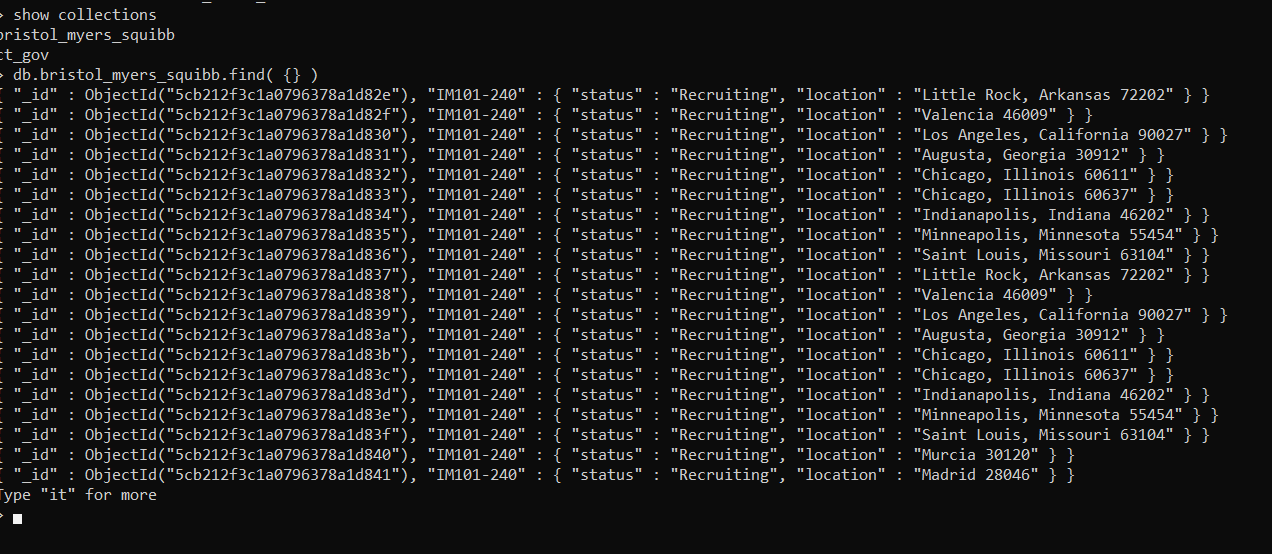 > show collections
bristol_myers_squibb
ct_gov
> db.bristol_myers_squibb.find( {} )
{ "_id" : ObjectId("5cb212f3c1a0796378a1d82e"), "IM101-240" : { "status" : "Recruiting", "location" : "Little Rock, Arkansas 72202" } }
{ "_id" : ObjectId("5cb212f3c1a0796378a1d82f"), "IM101-240" : { "status" : "Recruiting", "location" : "Valencia 46009" } }
{ "_id" : ObjectId("5cb212f3c1a0796378a1d830"), "IM101-240" : { "status" : "Recruiting", "location" : "Los Angeles, California 90027" } }
{ "_id" : ObjectId("5cb212f3c1a0796378a1d831"), "IM101-240" : { "status" : "Recruiting", "location" : "Augusta, Georgia 30912" } }
{ "_id" : ObjectId("5cb212f3c1a0796378a1d832"), "IM101-240" : { "status" : "Recruiting", "location" : "Chicago, Illinois 60611" } }
{ "_id" : ObjectId("5cb212f3c1a0796378a1d833"), "IM101-240" : { "status" : "Recruiting", "location" : "Chicago, Illinois 60637" } }
{ "_id" : ObjectId("5cb212f3c1a0796378a1d834"), "IM101-240" : { "status" : "Recruiting", "location" : "Indianapolis, Indiana 46202" } }
{ "_id" : ObjectId("5cb212f3c1a0796378a1d835"), "IM101-240" : { "status" : "Recruiting", "location" : "Minneapolis, Minnesota 55454" } }
{ "_id" : ObjectId("5cb212f3c1a0796378a1d836"), "IM101-240" : { "status" : "Recruiting", "location" : "Saint Louis, Missouri 63104" } }
{ "_id" : ObjectId("5cb212f3c1a0796378a1d837"), "IM101-240" : { "status" : "Recruiting", "location" : "Little Rock, Arkansas 72202" } }
{ "_id" : ObjectId("5cb212f3c1a0796378a1d838"), "IM101-240" : { "status" : "Recruiting", "location" : "Valencia 46009" } }
{ "_id" : ObjectId("5cb212f3c1a0796378a1d839"), "IM101-240" : { "status" : "Recruiting", "location" : "Los Angeles, California 90027" } }
{ "_id" : ObjectId("5cb212f3c1a0796378a1d83a"), "IM101-240" : { "status" : "Recruiting", "location" : "Augusta, Georgia 30912" } }
{ "_id" : ObjectId("5cb212f3c1a0796378a1d83b"), "IM101-240" : { "status" : "Recruiting", "location" : "Chicago, Illinois 60611" } }
{ "_id" : ObjectId("5cb212f3c1a0796378a1d83c"), "IM101-240" : { "status" : "Recruiting", "location" : "Chicago, Illinois 60637" } }
{ "_id" : ObjectId("5cb212f3c1a0796378a1d83d"), "IM101-240" : { "status" : "Recruiting", "location" : "Indianapolis, Indiana 46202" } }
{ "_id" : ObjectId("5cb212f3c1a0796378a1d83e"), "IM101-240" : { "status" : "Recruiting", "location" : "Minneapolis, Minnesota 55454" } }
{ "_id" : ObjectId("5cb212f3c1a0796378a1d83f"), "IM101-240" : { "status" : "Recruiting", "location" : "Saint Louis, Missouri 63104" } }
{ "_id" : ObjectId("5cb212f3c1a0796378a1d840"), "IM101-240" : { "status" : "Recruiting", "location" : "Murcia 30120" } }
{ "_id" : ObjectId("5cb212f3c1a0796378a1d841"), "IM101-240" : { "status" : "Recruiting", "location" : "Madrid 28046" } }
Type "it" for more
>